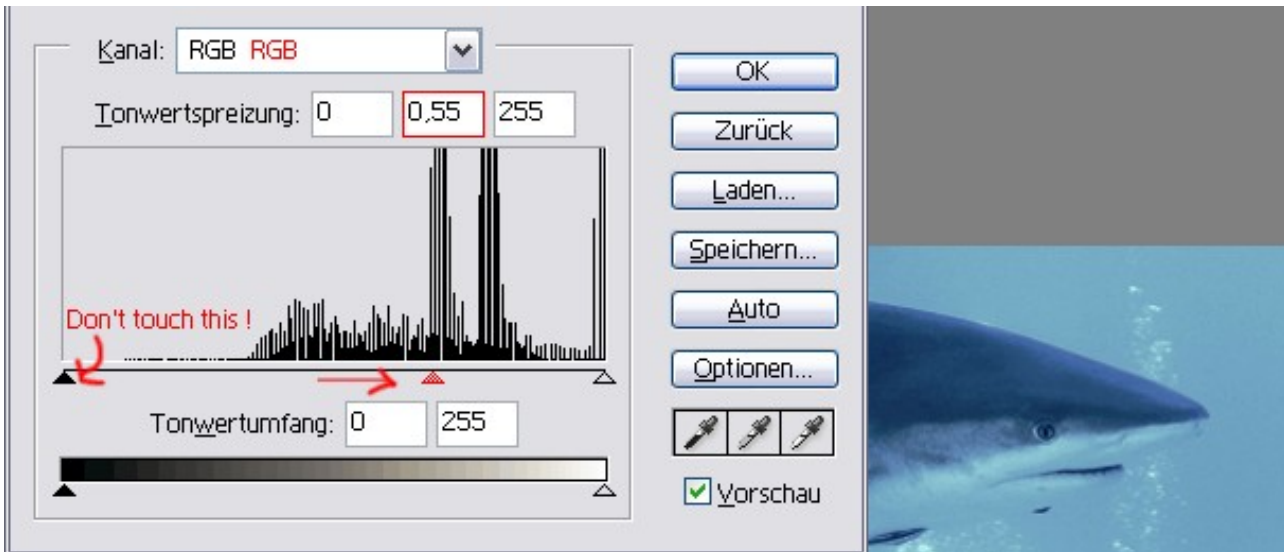 Kanal: RGB RGB
Tonwertspreizung: 0 0,55 255
Don't touch this !
Tonwertumfang: 0 255
OK
Zurück
Laden...
Speichern...
Auto
Optionen...
Vorschau